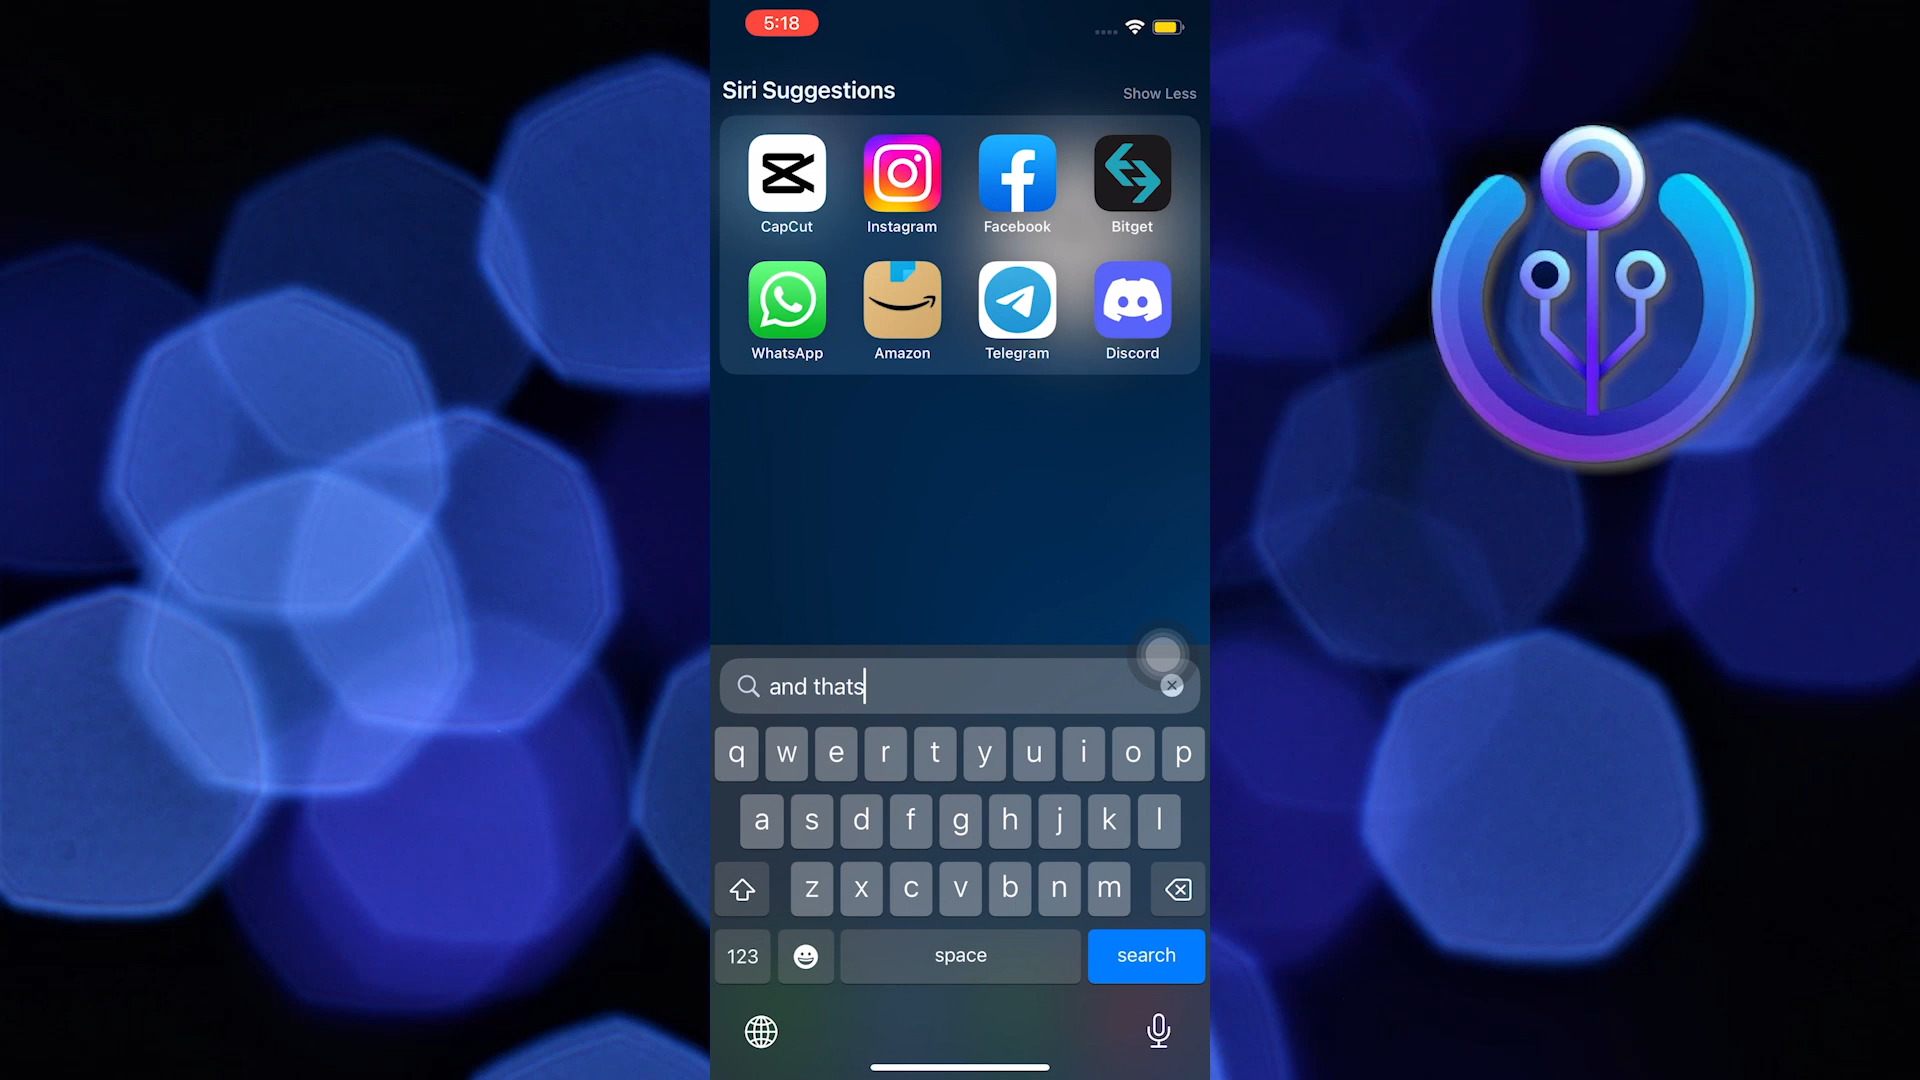 5:18
Siri Suggestions
Show Less
CapCut Instagram Facebook Bitget
WhatsApp Amazon Telegram Discord
and thats
q w e r t y u i o p
a s d f g h j k l
z x c v b n m
123 space search